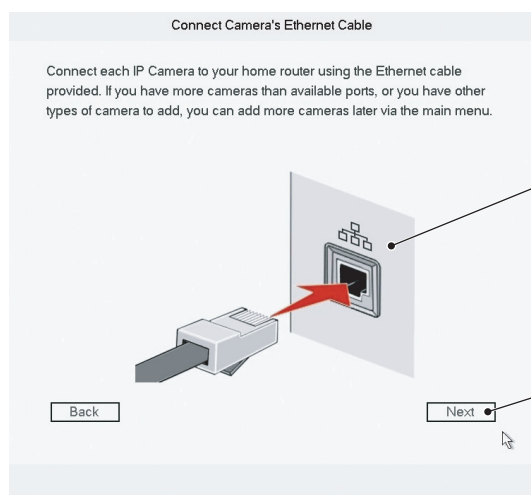 Connect Camera's Ethernet Cable
Connect each IP Camera to your home router using the Ethernet cable
provided. If you have more cameras than available ports, or you have other
types of camera to add, you can add more cameras later via the main menu.
Back
Next